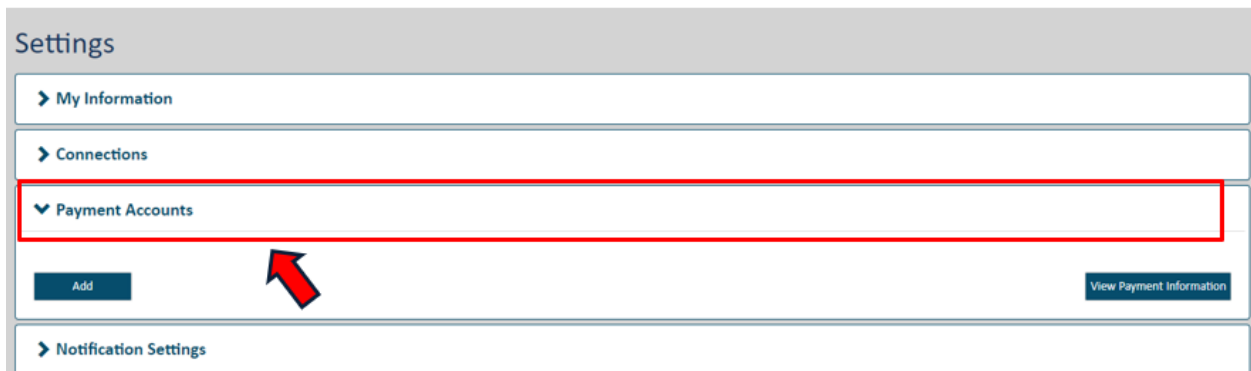 Settings
My Information
Connections
Payment Accounts
Add
View Payment Information
Notification Settings